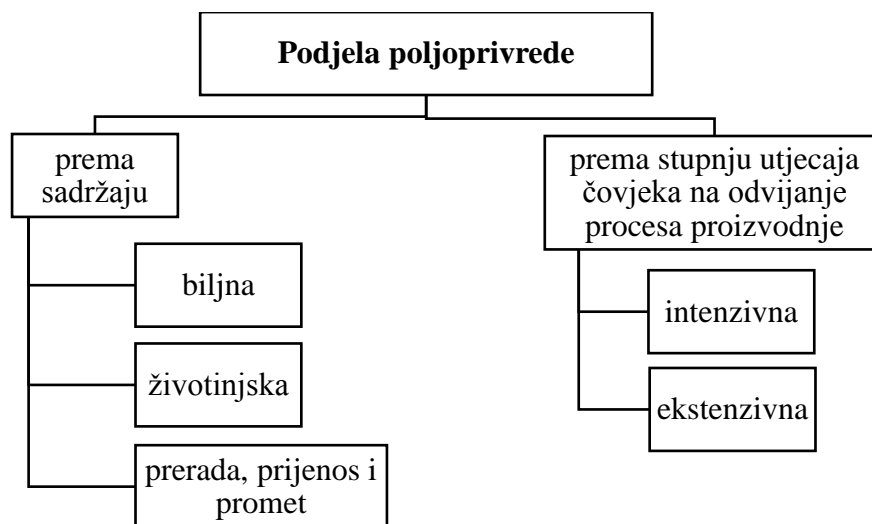 Podjela poljoprivrede
prema
sadržaju
biljna
životinjska
prerada, prijenos i
promet
prema stupnju utjecaja
čovjeka na odvijanje
procesa proizvodnje
intenzivna
ekstenzivna